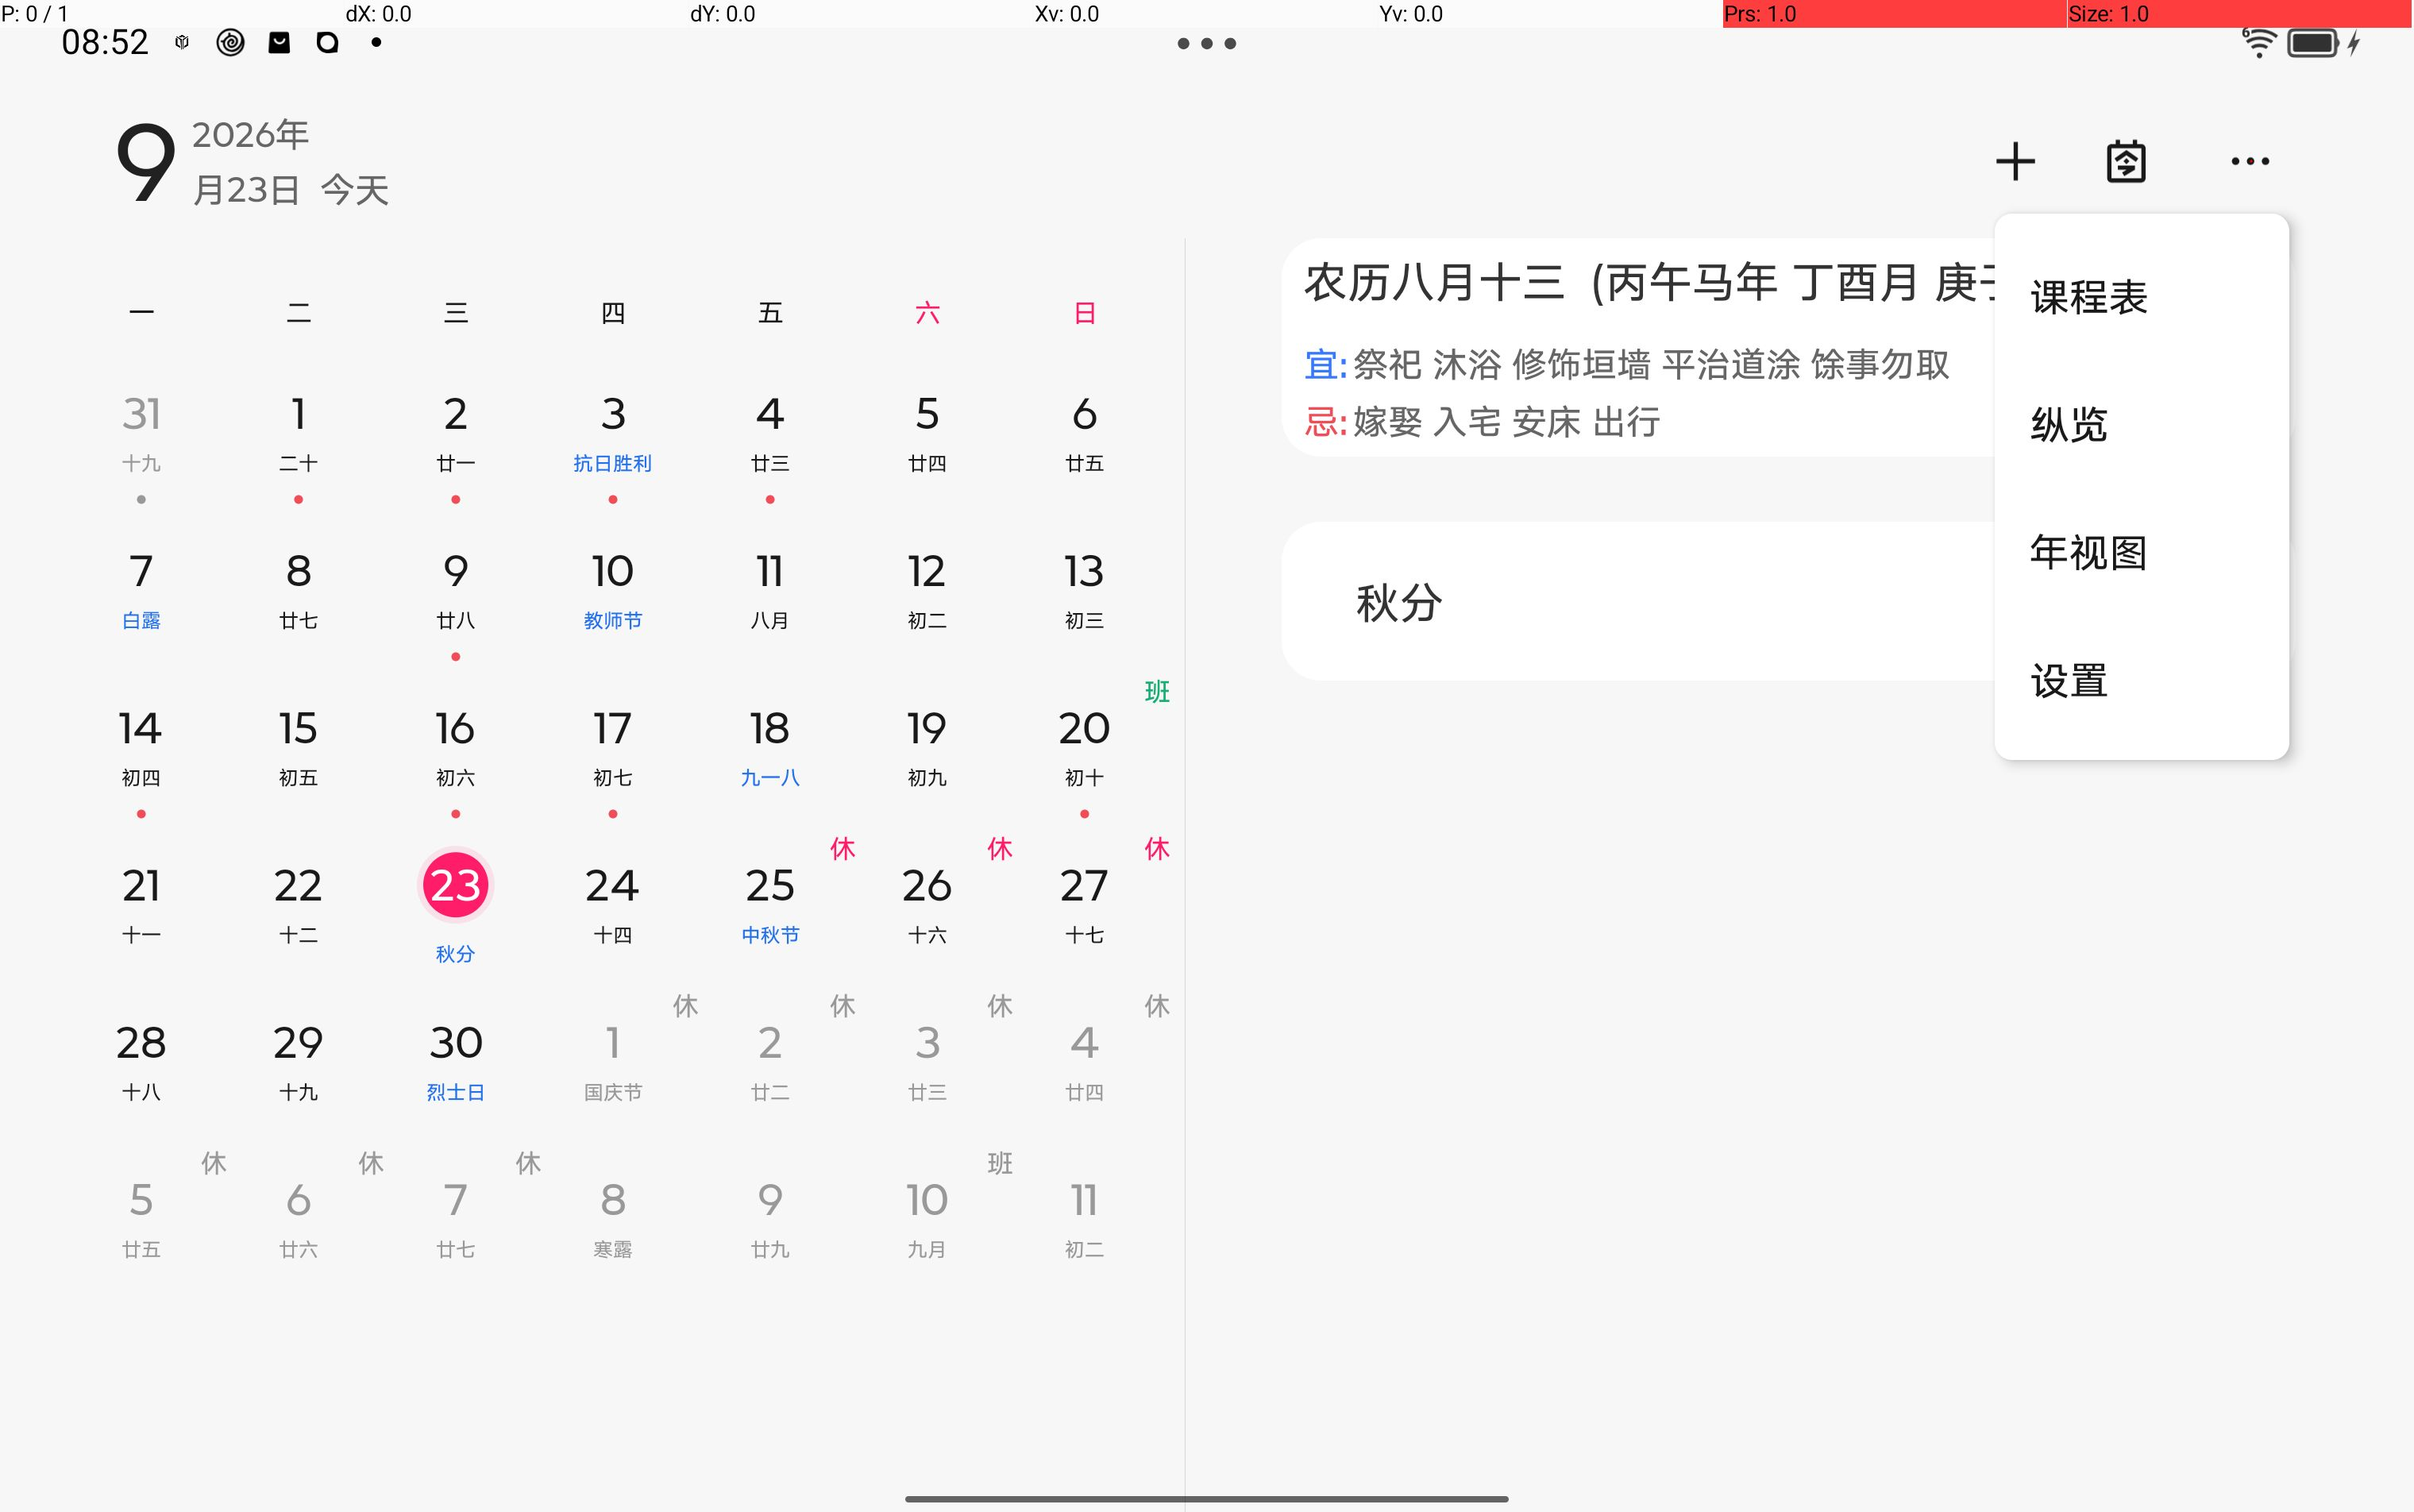 P: 0 / 1 dX: 0.0 dY: 0.0 Xv: 0.0 Yv: 0.0 Prs: 1.0 Size: 1.0
08:52
9 2026年
月23日 今天
一 二 三 四 五 六 日
31 1 2 3 4 5 6
十九 二十 廿一 抗日胜利 廿三 廿四 廿五
7 8 9 10 11 12 13
白露 廿七 廿八 教师节 八月 初二 初三
班
14 15 16 17 18 19 20
初四 初五 初六 初七 九一八 初九 初十
休 休 休
21 22 23 24 25 26 27
十一 十二 秋分 十四 中秋节 十六 十七
休 休 休 休
28 29 30 1 2 3 4
十八 十九 烈士日 国庆节 廿二 廿三 廿四
休 休 休 班
5 6 7 8 9 10 11
廿五 廿六 廿七 寒露 廿九 九月 初二
今
农历八月十三 (丙午马年 丁酉月 庚
宜:祭祀 沐浴 修饰垣墙 平治道涂 馀事勿取
忌:嫁娶 入宅 安床 出行
秋分
课程表
纵览
年视图
设置